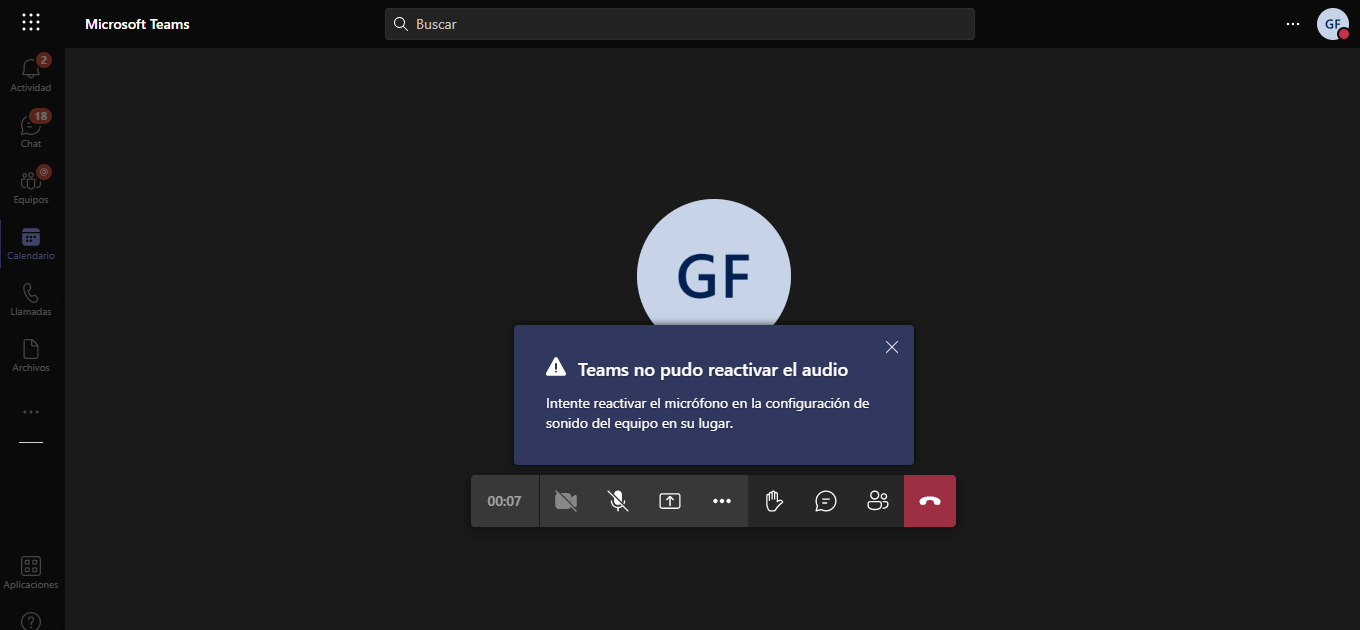 Microsoft Teams
Buscar
GF
2
Actividad
18
Chat
@
Equipos
Calendario
Llamadas
Archivos
Aplicaciones
?
GF
Teams no pudo reactivar el audio
Intente reactivar el micrófono en la configuración de
sonido del equipo en su lugar.
00:07